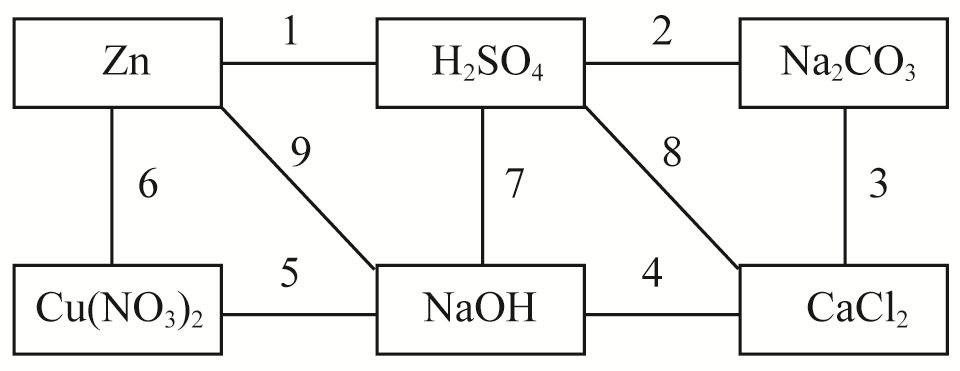 1 2
Zn H₂SO₄ Na₂CO₃
6 9 7 8 3
5 4
Cu(NO₃)₂ NaOH CaCl₂